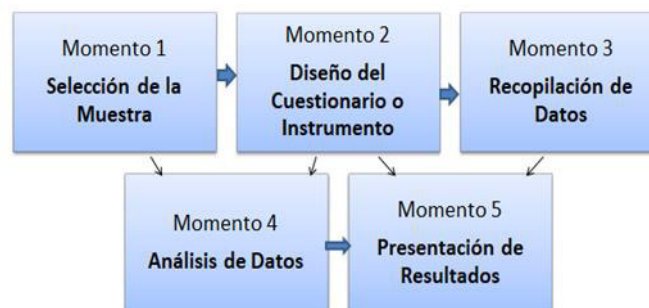 Momento 1
Selección de la
Muestra
Momento 2
Diseño del
Cuestionario o
Instrumento
Momento 3
Recopilación de
Datos
Momento 4
Análisis de Datos
Momento 5
Presentación de
Resultados